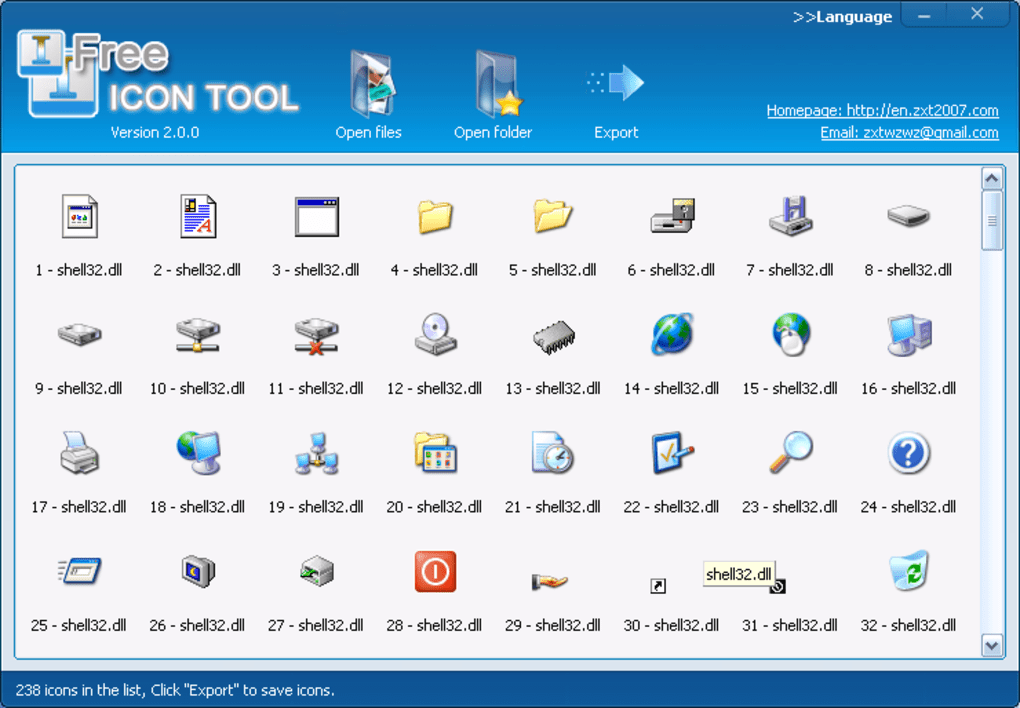 >>Language
Free
ICON TOOL
Version 2.0.0
Open files
Open folder
Export
Homepage: http://en.zxt2007.com
Email: zxtwzwz@gmail.com
1 - shell32.dll
2 - shell32.dll
3 - shell32.dll
4 - shell32.dll
5 - shell32.dll
6 - shell32.dll
7 - shell32.dll
8 - shell32.dll
9 - shell32.dll
10 - shell32.dll
11 - shell32.dll
12 - shell32.dll
13 - shell32.dll
14 - shell32.dll
15 - shell32.dll
16 - shell32.dll
17 - shell32.dll
18 - shell32.dll
19 - shell32.dll
20 - shell32.dll
21 - shell32.dll
22 - shell32.dll
23 - shell32.dll
24 - shell32.dll
shell32.dll
25 - shell32.dll
26 - shell32.dll
27 - shell32.dll
28 - shell32.dll
29 - shell32.dll
30 - shell32.dll
31 - shell32.dll
32 - shell32.dll
238 icons in the list, Click "Export" to save icons.